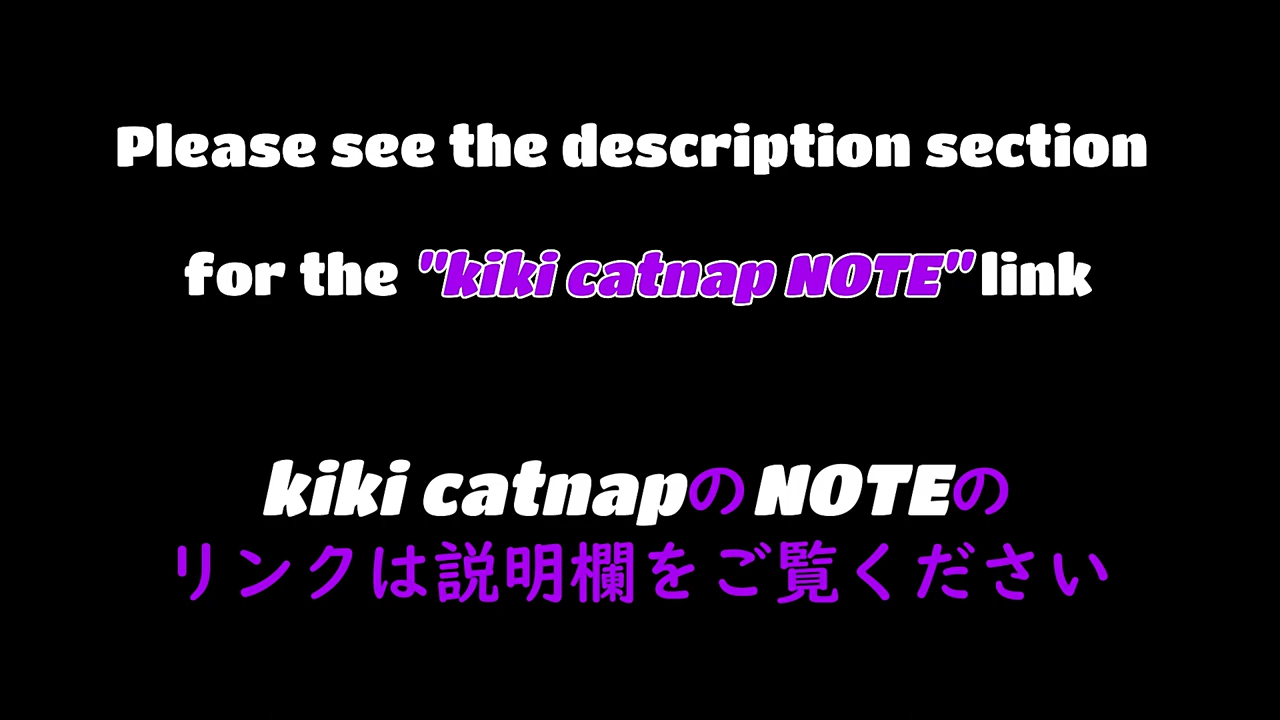 Please see the description section
for the "kiki catnap NOTE" link
kiki catnapのNOTEの
リンクは説明欄をご覧ください